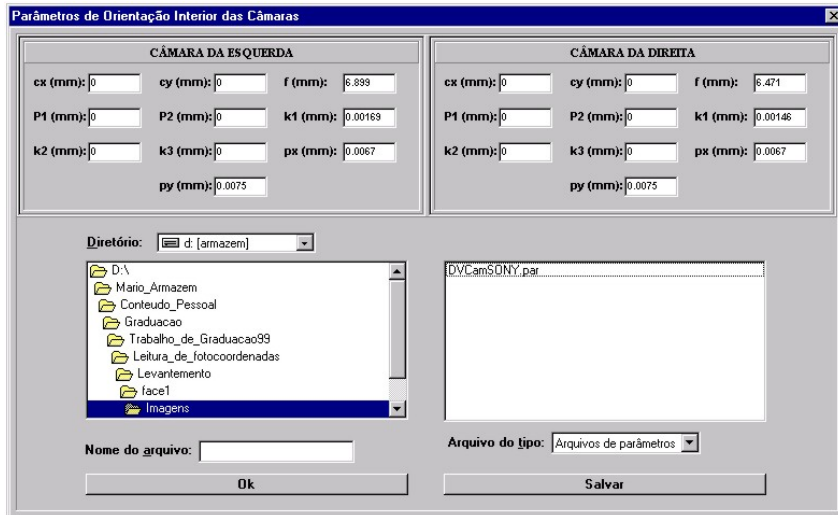 Parâmetros de Orientação Interior das Câmaras
CÂMARA DA ESQUERDA
cx (mm): 0 cy (mm): 0 f (mm): 6.899
P1 (mm): 0 P2 (mm): 0 k1 (mm): 0.00169
k2 (mm): 0 k3 (mm): 0 px (mm): 0.0067
py (mm): 0.0075
CÂMARA DA DIREITA
cx (mm): 0 cy (mm): 0 f (mm): 6.471
P1 (mm): 0 P2 (mm): 0 k1 (mm): 0.00146
k2 (mm): 0 k3 (mm): 0 px (mm): 0.0067
py (mm): 0.0075
Diretório: d: [armazem]
D:\
Mario_Armazem
Conteudo_Pessoal
Graduacao
Trabalho_de_Graduacao99
Leitura_de_fotocoordenadas
Levantemento
face1
Imagens
DVCamSONY.par
Nome do arquivo:
Arquivo do tipo: Arquivos de parâmetros
Ok
Salvar